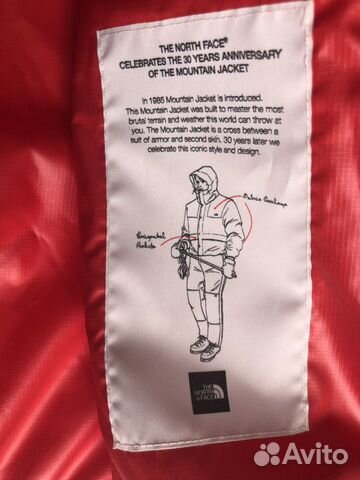 THE NORTH FACE®
CELEBRATES THE 30 YEARS ANNIVERSARY
OF THE MOUNTAIN JACKET
In 1985 Mountain Jacket is introduced.
This Mountain Jacket was built to master the most
brutal terrain and weather this world can throw at
you. The Mountain Jacket is a cross between a
suit of armor and second skin. 30 years later we
celebrate this iconic style and design.
THE
NORTH
FACE
Avito